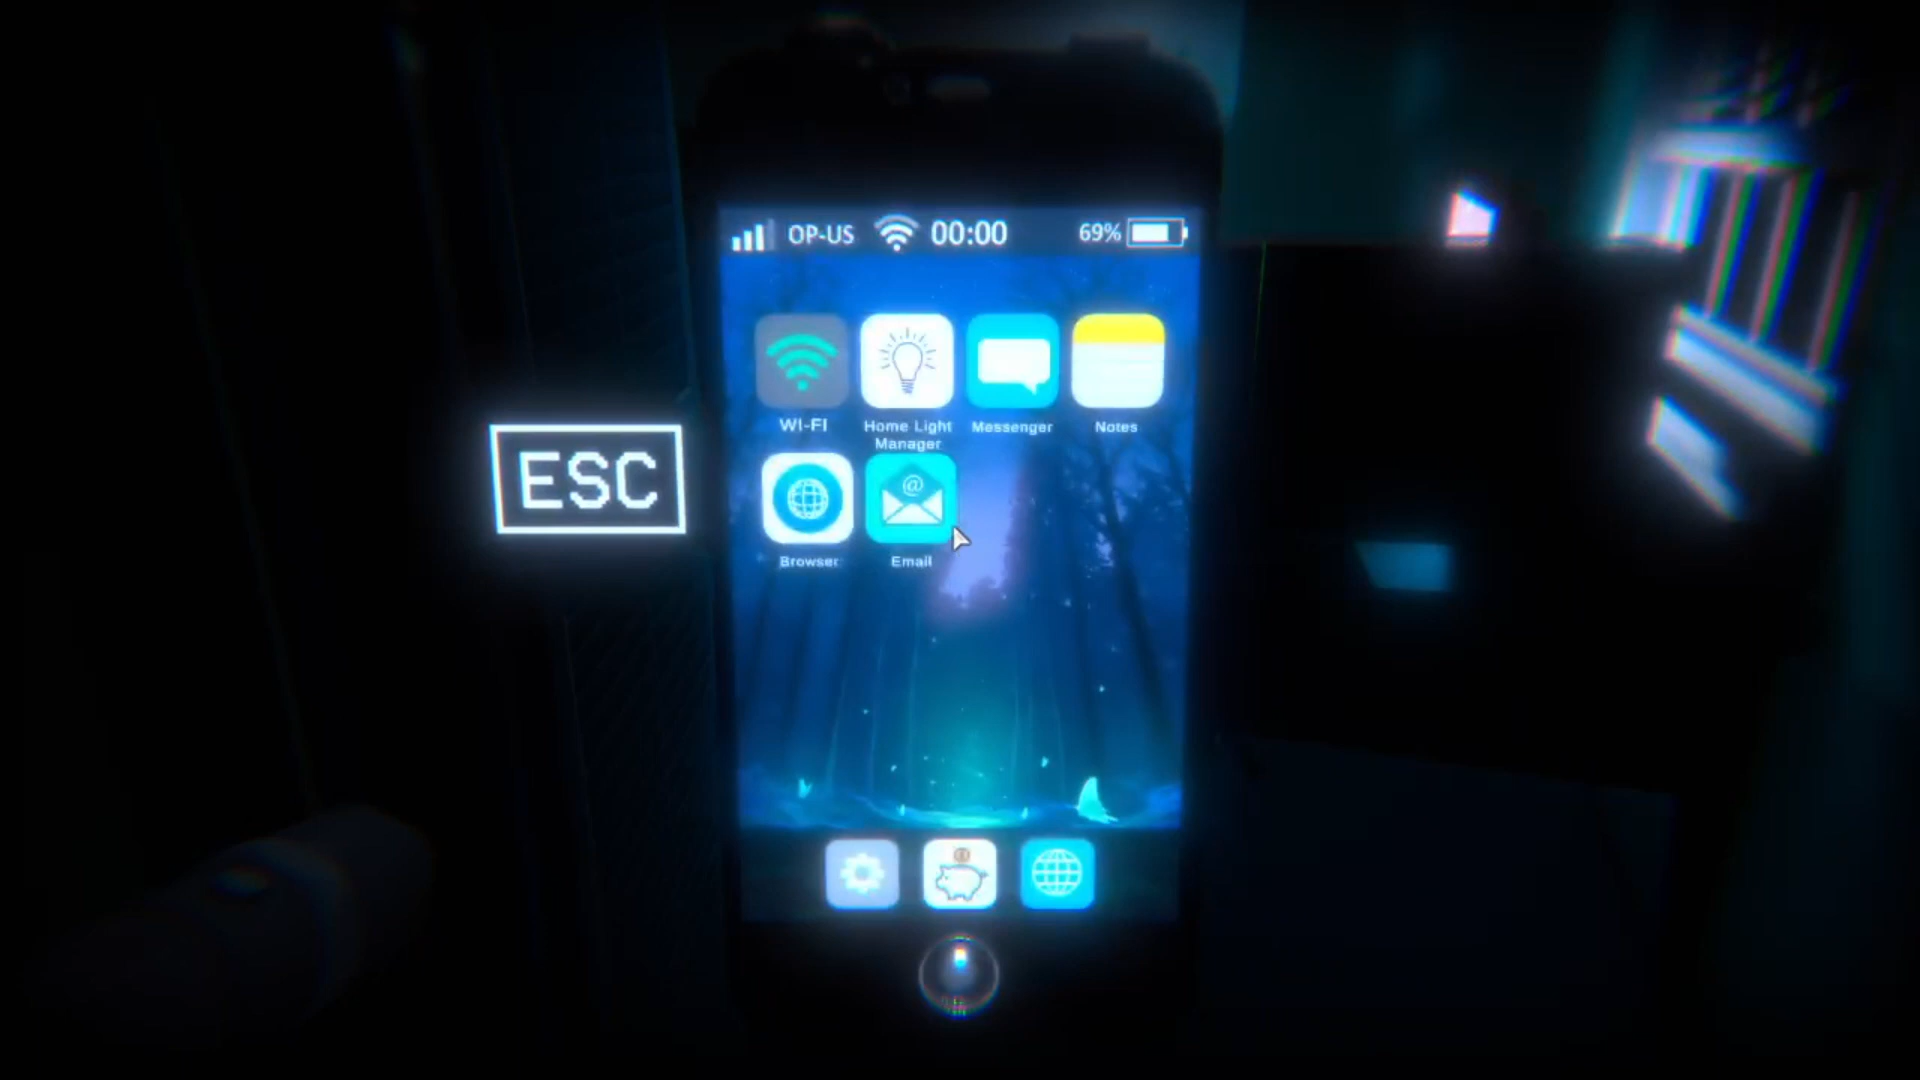 OP-US 00:00 69%
WI-FI Home Light Manager Messenger Notes
ESC
@
Browser Email